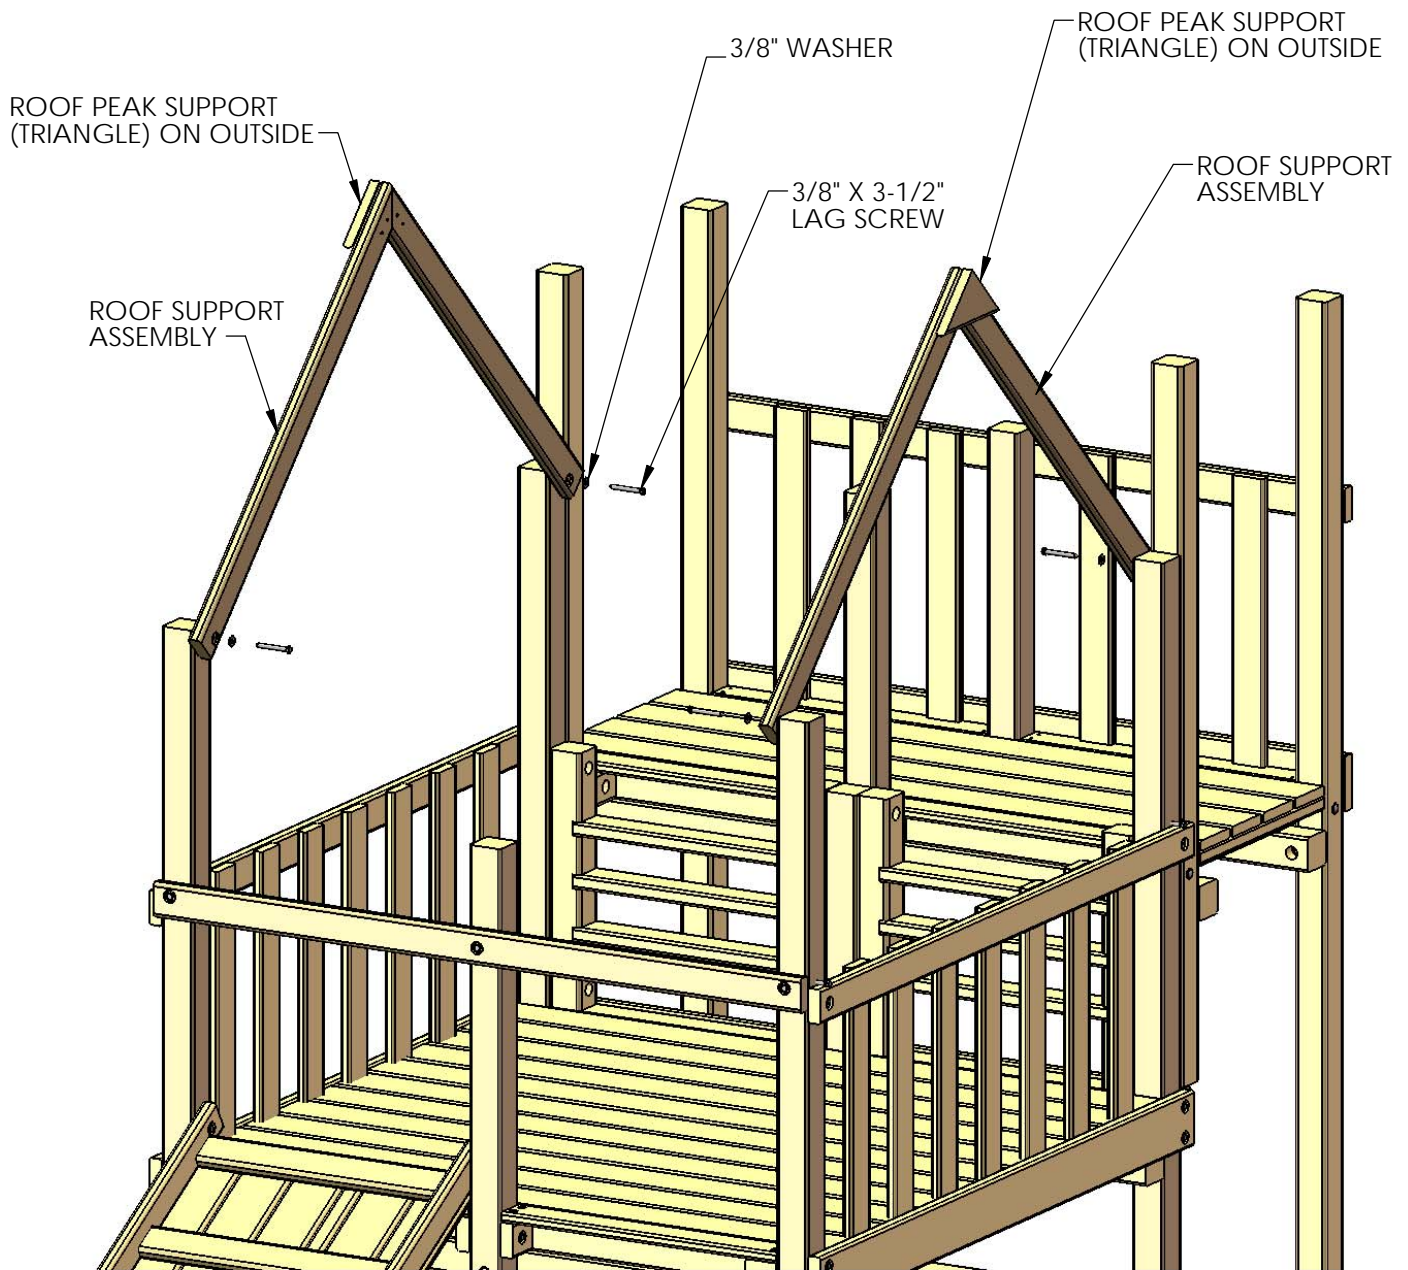 ROOF PEAK SUPPORT
(TRIANGLE) ON OUTSIDE
3/8" WASHER
ROOF PEAK SUPPORT
(TRIANGLE) ON OUTSIDE
ROOF SUPPORT
ASSEMBLY
3/8" X 3-1/2"
LAG SCREW
ROOF SUPPORT
ASSEMBLY